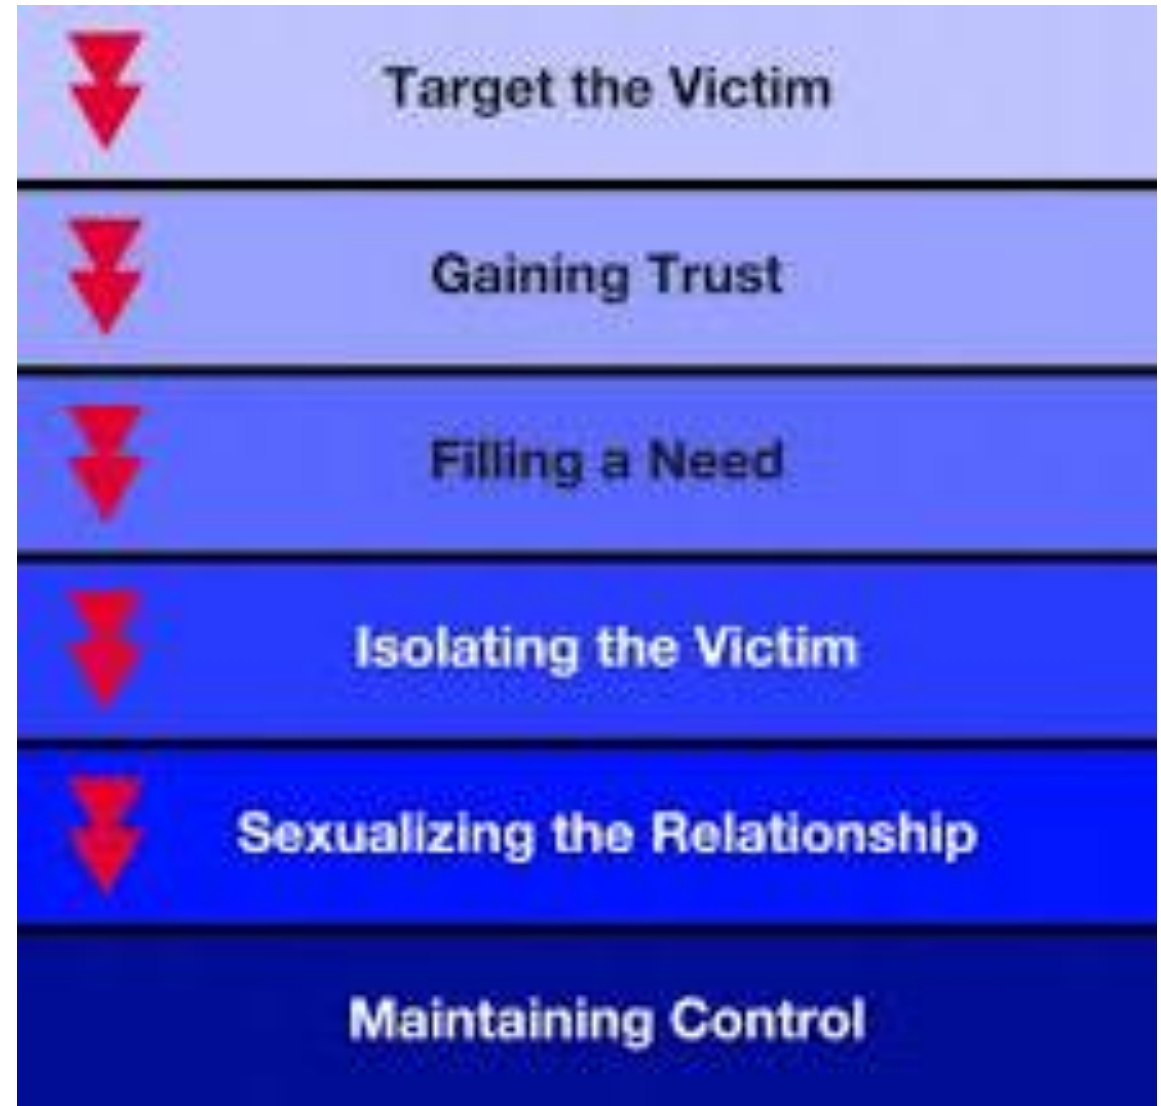 Target the Victim
Gaining Trust
Filling a Need
Isolating the Victim
Sexualizing the Relationship
Maintaining Control